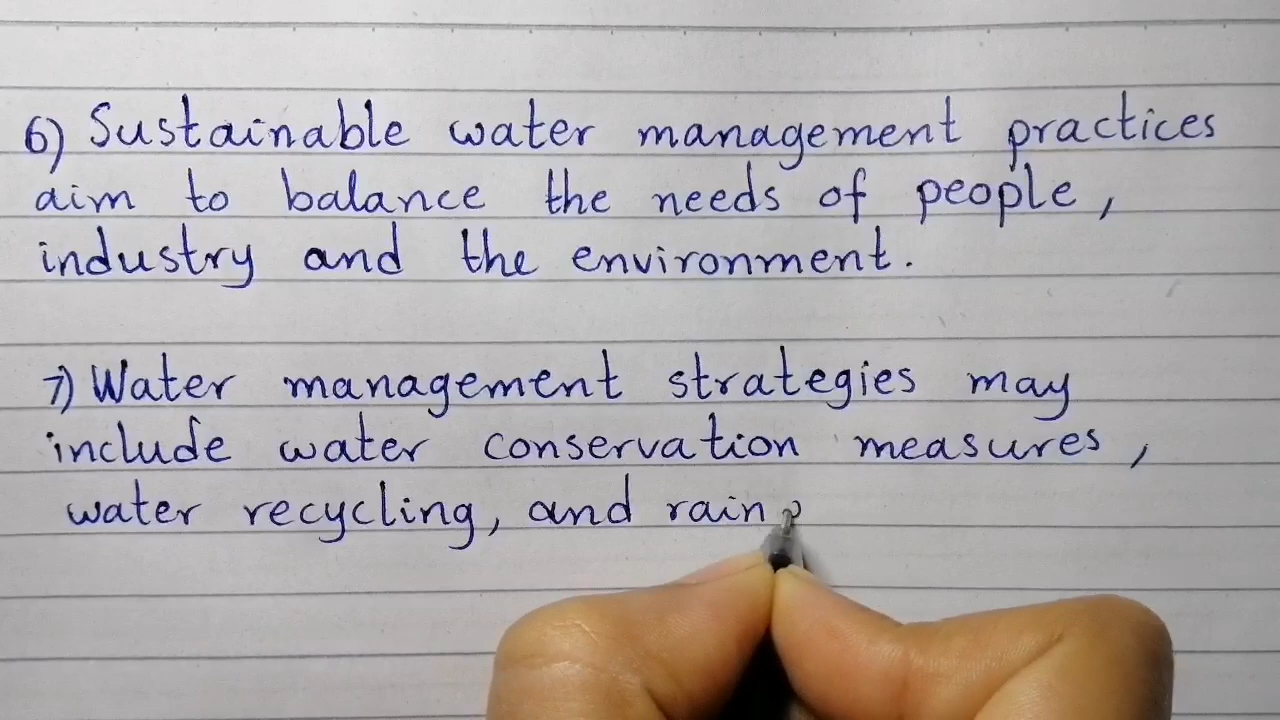 6) Sustainable water management practices
aim to balance the needs of people,
industry and the environment.
7) Water management strategies may
include water conservation measures,
water recycling, and rain